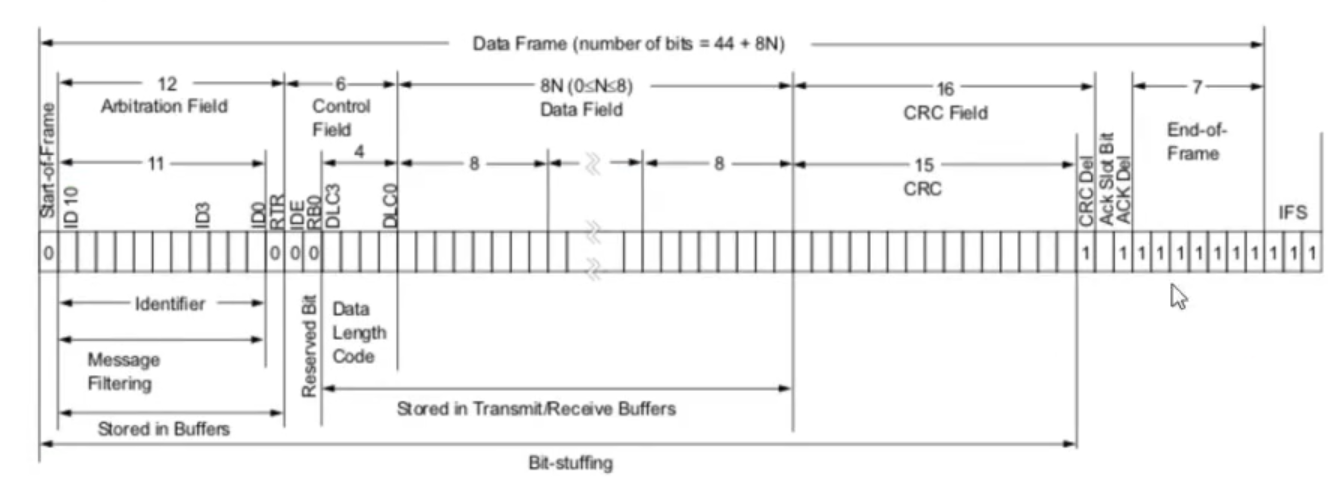 Data Frame (number of bits = 44 + 8N)
12
Arbitration Field
6
Control
Field
8N (0≤N≤8)
Data Field
16
CRC Field
7
End-of-
Frame
11
4
8
8
15
CRC
IFS
Start-of-Frame
ID 10
ID3
ID0
RTR
IDE
RB0
DLC3
DLC0
CRC Del
Ack Slot Bit
ACK Del
0 0 0 0 1 1 1 1 1 1 1 1 1 1 1 1
Identifier
Message
Filtering
Stored in Buffers
Reserved Bit
Data
Length
Code
Stored in Transmit/Receive Buffers
Bit-stuffing